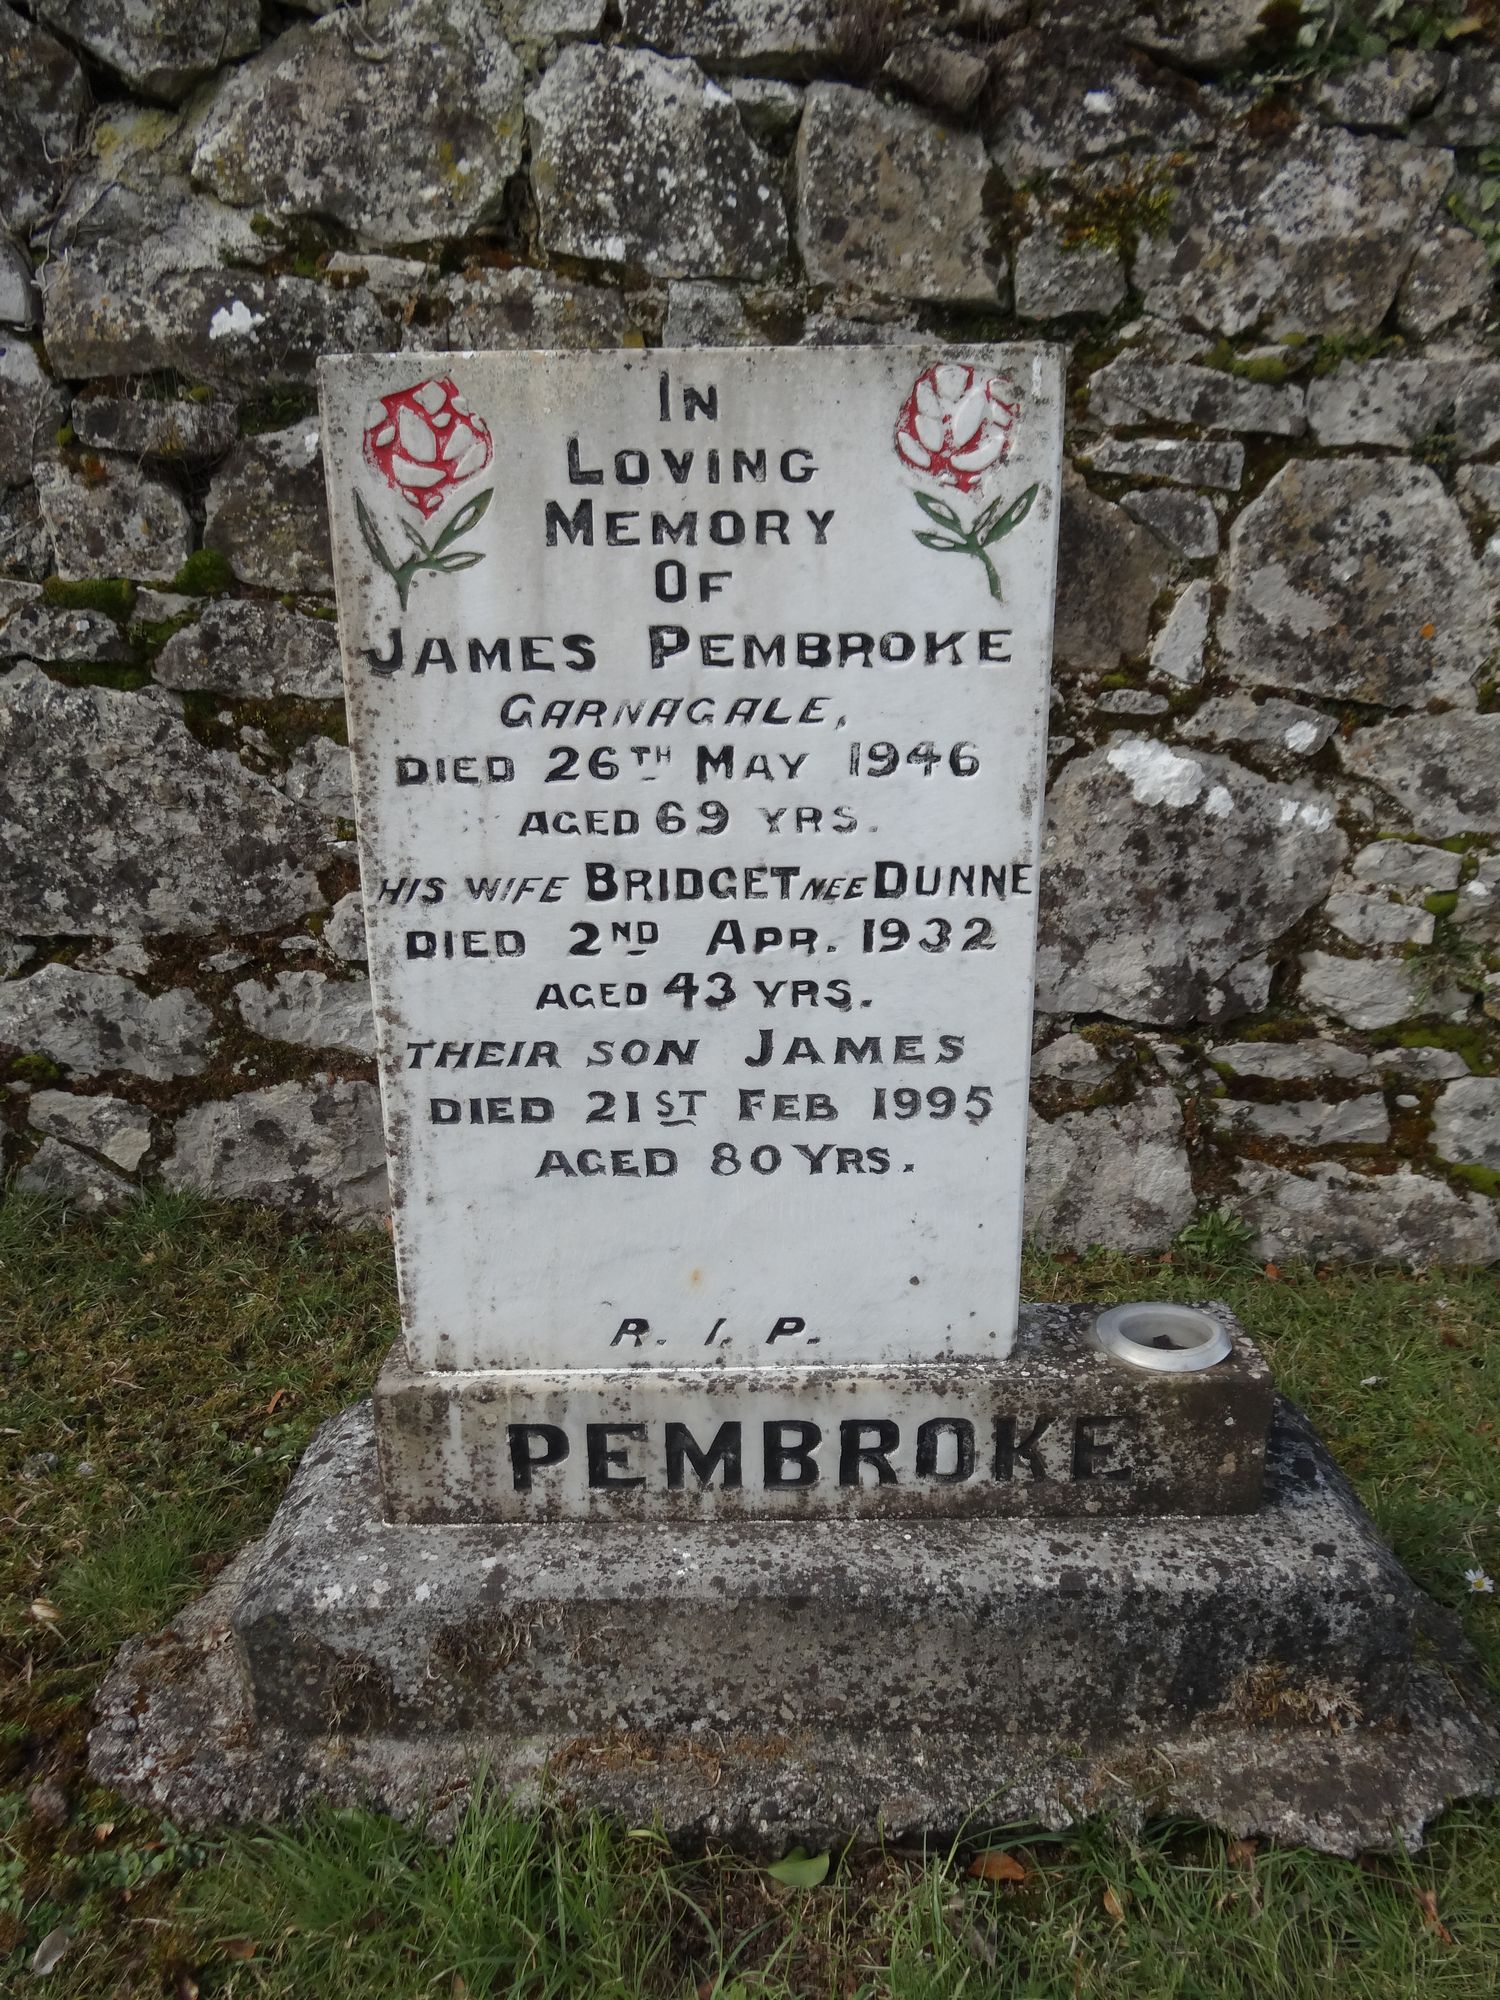 In
Loving
Memory
Of
James Pembroke
Garnagale,
died 26th May 1946
aged 69 yrs.
his wife Bridget nee Dunne
died 2nd Apr. 1932
aged 43 yrs.
their son James
died 21st Feb 1995
aged 80 Yrs.
R. I. P.
PEMBROKE